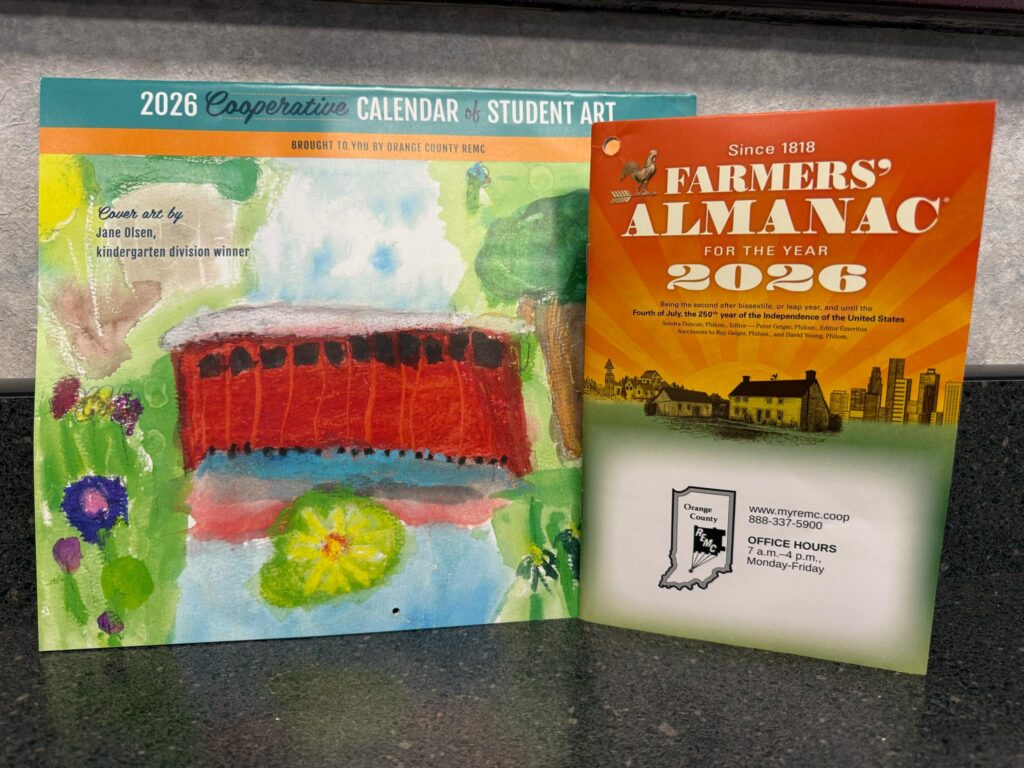 2026 Cooperative CALENDAR of STUDENT ART
BROUGHT TO YOU BY ORANGE COUNTY REMC
Cover art by
Jane Olsen,
kindergarten division winner
Since 1818
FARMERS'
ALMANAC®
FOR THE YEAR
2026
Being the second after bissextile, or leap year, and until the
Fourth of July, the 250th year of the Independence of the United States
Sondra Duncan, Philom., Editor — Peter Geiger, Philom., Editor Emeritus
Successors to Ray Geiger, Philom., and David Young, Philom.
Orange
County
REMC
www.myremc.coop
888-337-5900
OFFICE HOURS
7 a.m.–4 p.m.,
Monday-Friday